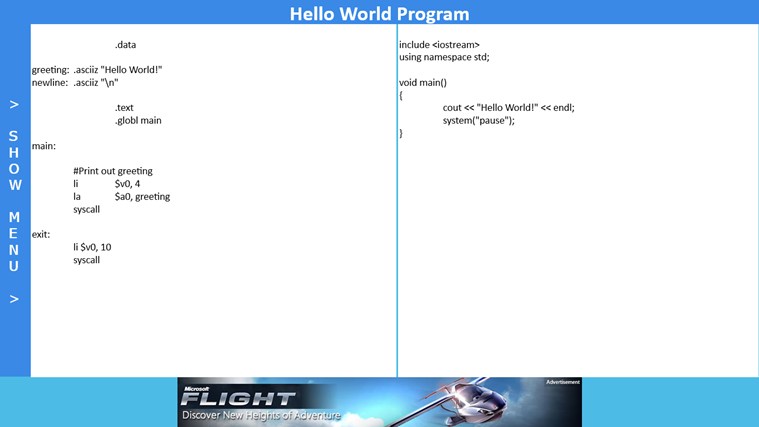 Hello World Program
> SHOW MENU >
.data
greeting: .asciiz "Hello World!"
newline: .asciiz "\n"
.text
.globl main
main:
#Print out greeting
li $v0, 4
la $a0, greeting
syscall
exit:
li $v0, 10
syscall
include <iostream>
using namespace std;
void main()
{
cout << "Hello World!" << endl;
system("pause");
}
Advertisement
Microsoft
FLIGHT
Discover New Heights of Adventure